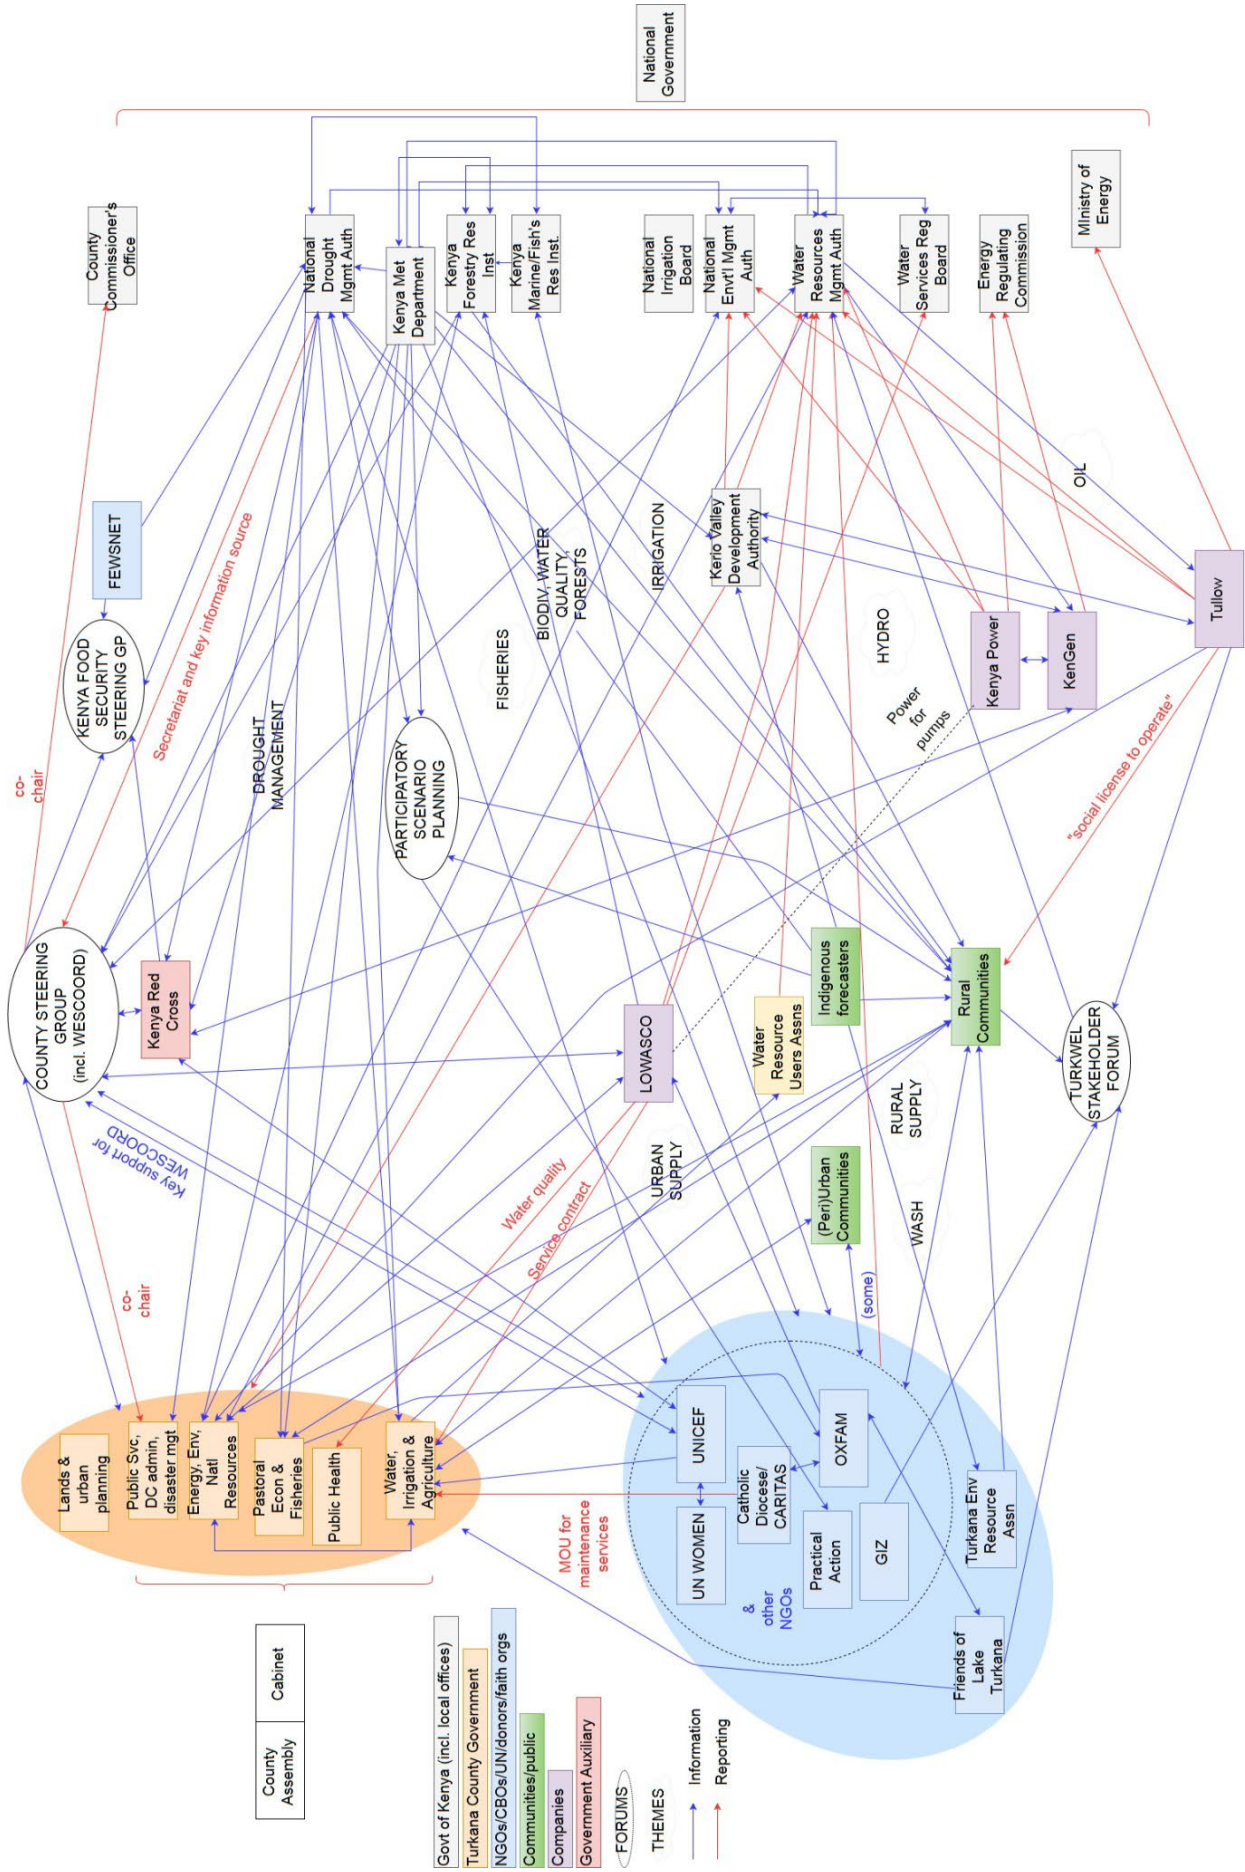 National
Government
County
Commissioner's
Office
National
Drought
Mgmt Auth
Kenya Met
Department
Kenya
Forestry Res
Inst
Kenya
Marine/Fish's
Res Inst.
National
Irrigation
Board
National
Envt'l Mgmt
Auth
Water
Resources
Mgmt Auth
Water
Services Reg
Board
Energy
Regulating
Commission
MInistry of
Energy
FEWSNET
KENYA FOOD
SECURITY
STEERING GP
co-
chair
Secretariat and key information source
DROUGHT
MANAGEMENT
PARTICIPATORY
SCENARIO
PLANNING
FISHERIES
BIODIV, WATER
QUALITY,
FORESTS
IRRIGATION
Kerio Valley
Development
Authority
HYDRO
OIL
Power
for
pumps
Kenya Power
KenGen
Tullow
"social license to operate"
COUNTY STEERING
GROUP
(incl. WESCOORD)
Kenya Red
Cross
LOWASCO
Water
Resource
Users Assns
Indigenous
forecasters
Rural
Communities
TURKWEL
STAKEHOLDER
FORUM
Key support for
WESCOORD
co-
chair
Water quality
Service contract
URBAN
SUPPLY
(Peri)Urban
Communities
RURAL
SUPPLY
WASH
(some)
Lands &
urban
planning
Public Svc,
DC admin,
disaster mgt
Energy, Env,
Natl
Resources
Pastoral
Econ &
Fisheries
Public Health
Water,
Irrigation &
Agriculture
MOU for
maintenance
services
UNICEF
UN WOMEN
Catholic
Diocese/
CARITAS
OXFAM
& 
other
NGOs
Practical
Action
GIZ
Turkana Env
Resource
Assn
Friends of
Lake
Turkana
County
Assembly
Cabinet
Govt of Kenya (incl. local offices)
Turkana County Government
NGOs/CBOs/UN/donors/faith orgs
Communities/public
Companies
Government Auxiliary
FORUMS
THEMES
Information
Reporting